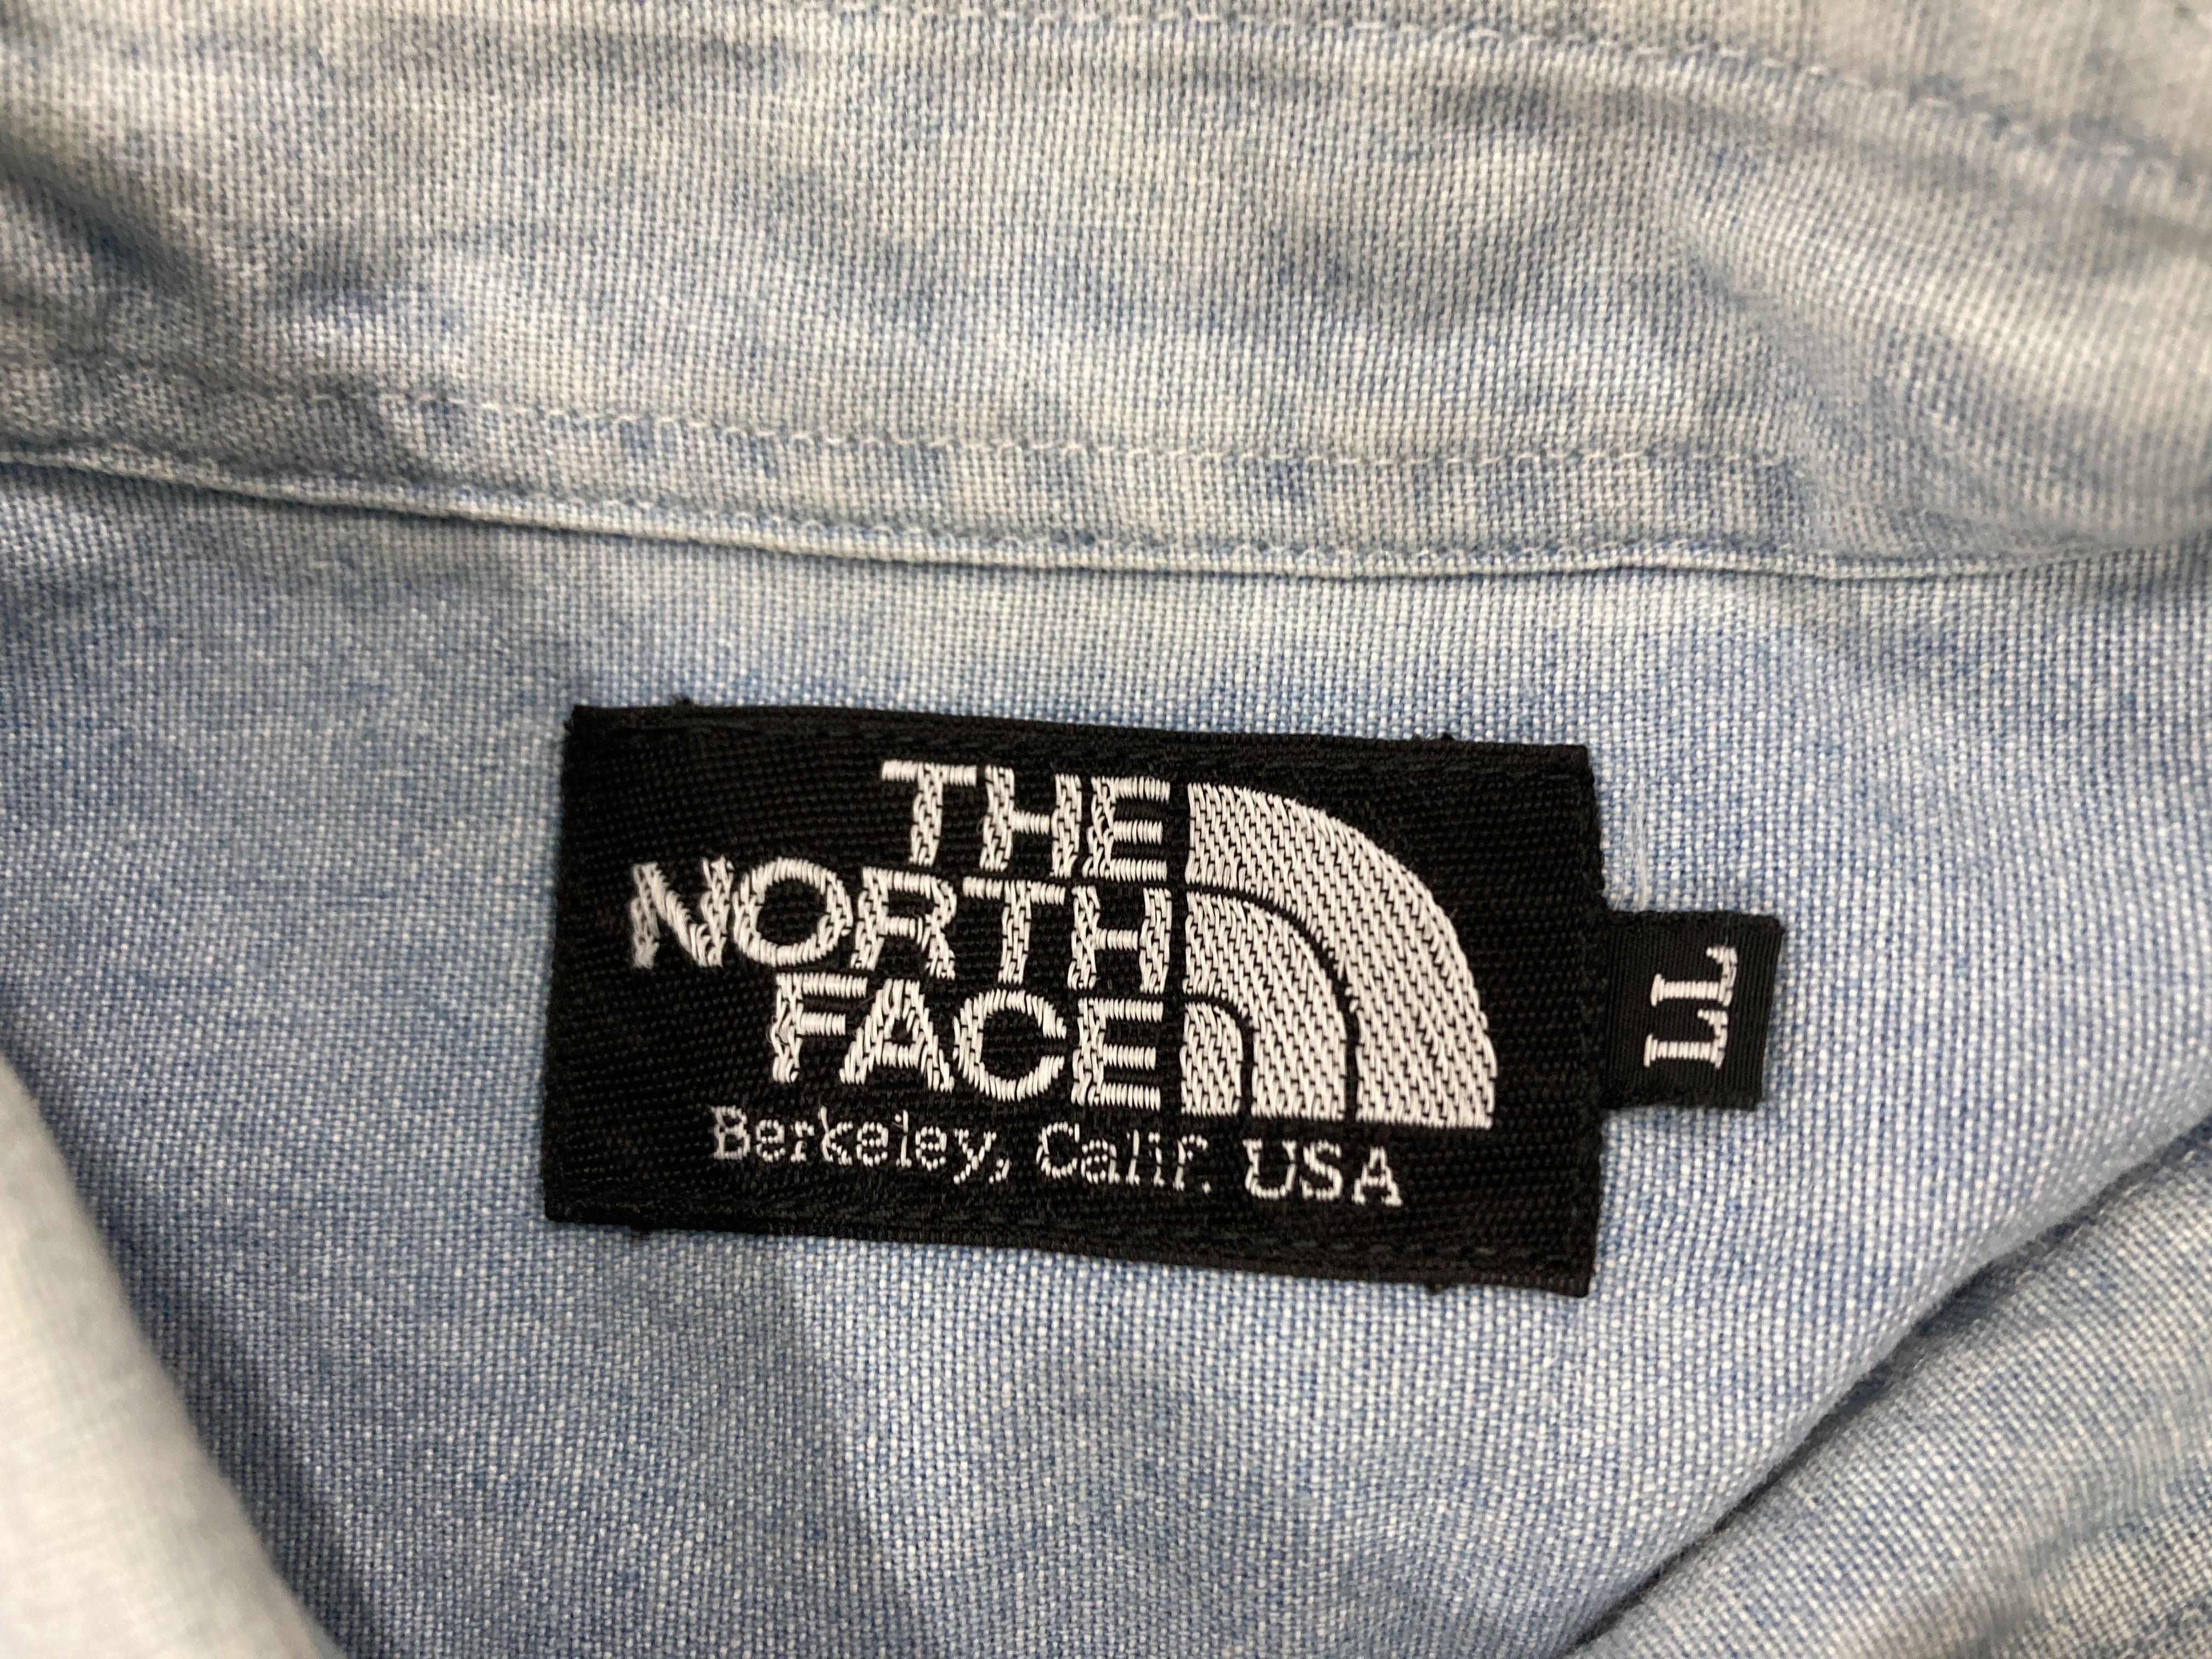 THE
NORTH
FACE
Berkeley, Calif. USA
LL